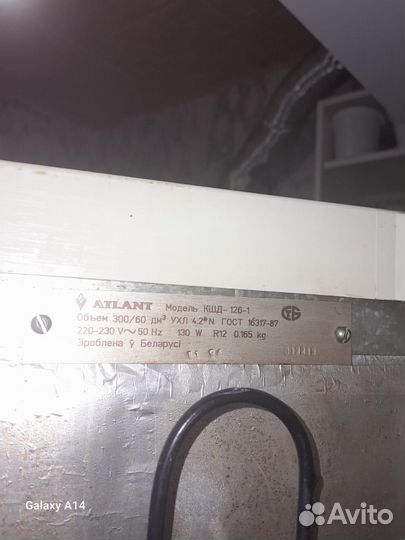 ATLANT Модель КШД-126-1
Объем 300/60 дм³ УХЛ 4.2* N ГОСТ 16317-87
220-230 V~50 Hz 130 W R12 0.165 kg
Зроблена ў Беларусі
Galaxy A14
Avito